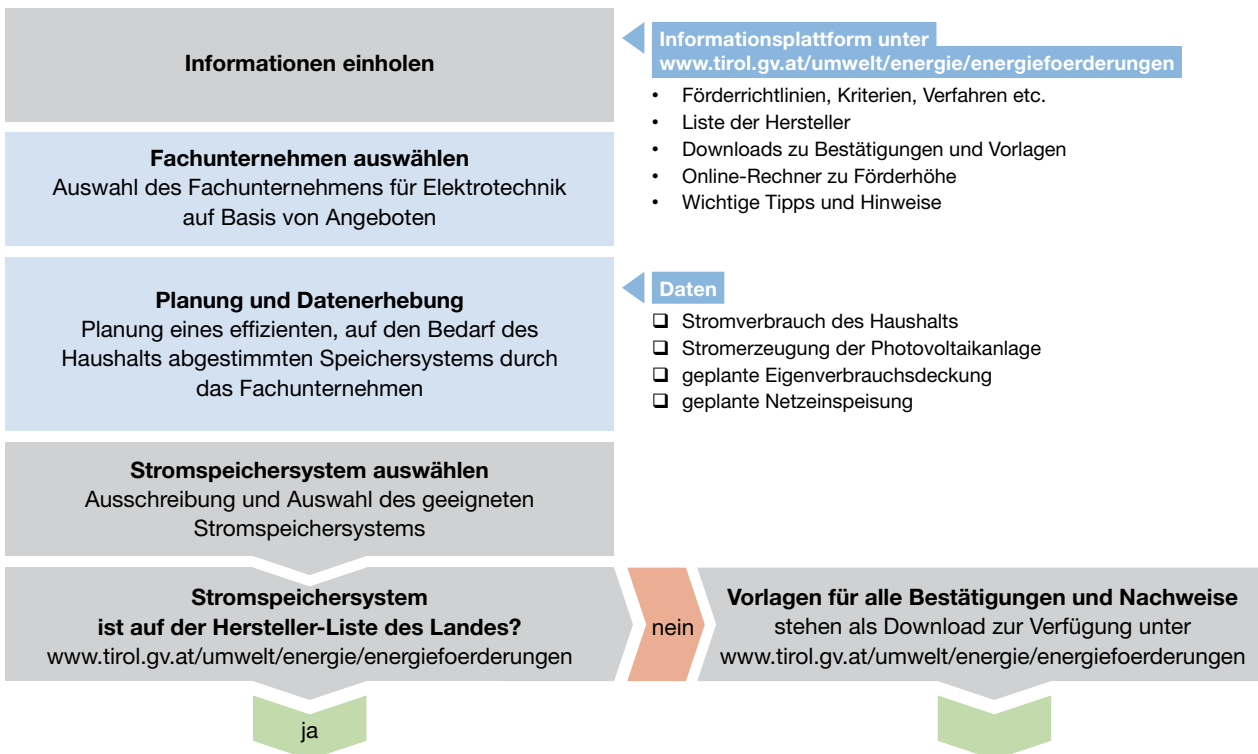 Informationen einholen
Informationsplattform unter
www.tirol.gv.at/umwelt/energie/energiefoerderungen
• Förderrichtlinien, Kriterien, Verfahren etc.
• Liste der Hersteller
• Downloads zu Bestätigungen und Vorlagen
• Online-Rechner zu Förderhöhe
• Wichtige Tipps und Hinweise
Fachunternehmen auswählen
Auswahl des Fachunternehmens für Elektrotechnik
auf Basis von Angeboten
Planung und Datenerhebung
Planung eines effizienten, auf den Bedarf des
Haushalts abgestimmten Speichersystems durch
das Fachunternehmen
Daten
❑ Stromverbrauch des Haushalts
❑ Stromerzeugung der Photovoltaikanlage
❑ geplante Eigenverbrauchsdeckung
❑ geplante Netzeinspeisung
Stromspeichersystem auswählen
Ausschreibung und Auswahl des geeigneten
Stromspeichersystems
Stromspeichersystem
ist auf der Hersteller-Liste des Landes?
www.tirol.gv.at/umwelt/energie/energiefoerderungen
nein
Vorlagen für alle Bestätigungen und Nachweise
stehen als Download zur Verfügung unter
www.tirol.gv.at/umwelt/energie/energiefoerderungen
ja